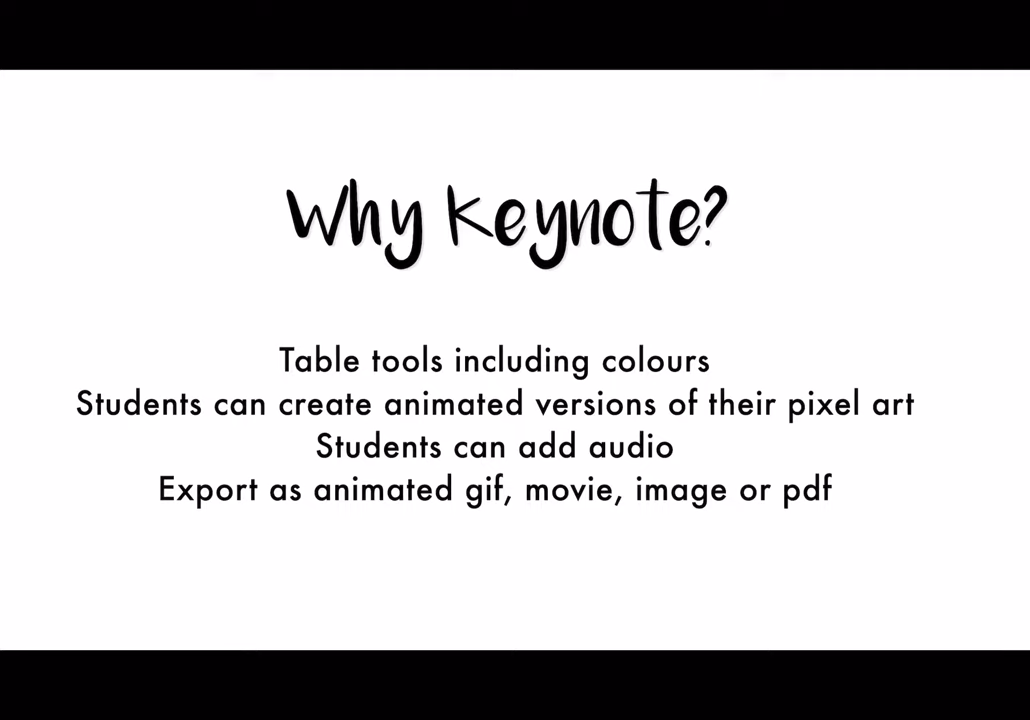 Why Keynote?
Table tools including colours
Students can create animated versions of their pixel art
Students can add audio
Export as animated gif, movie, image or pdf